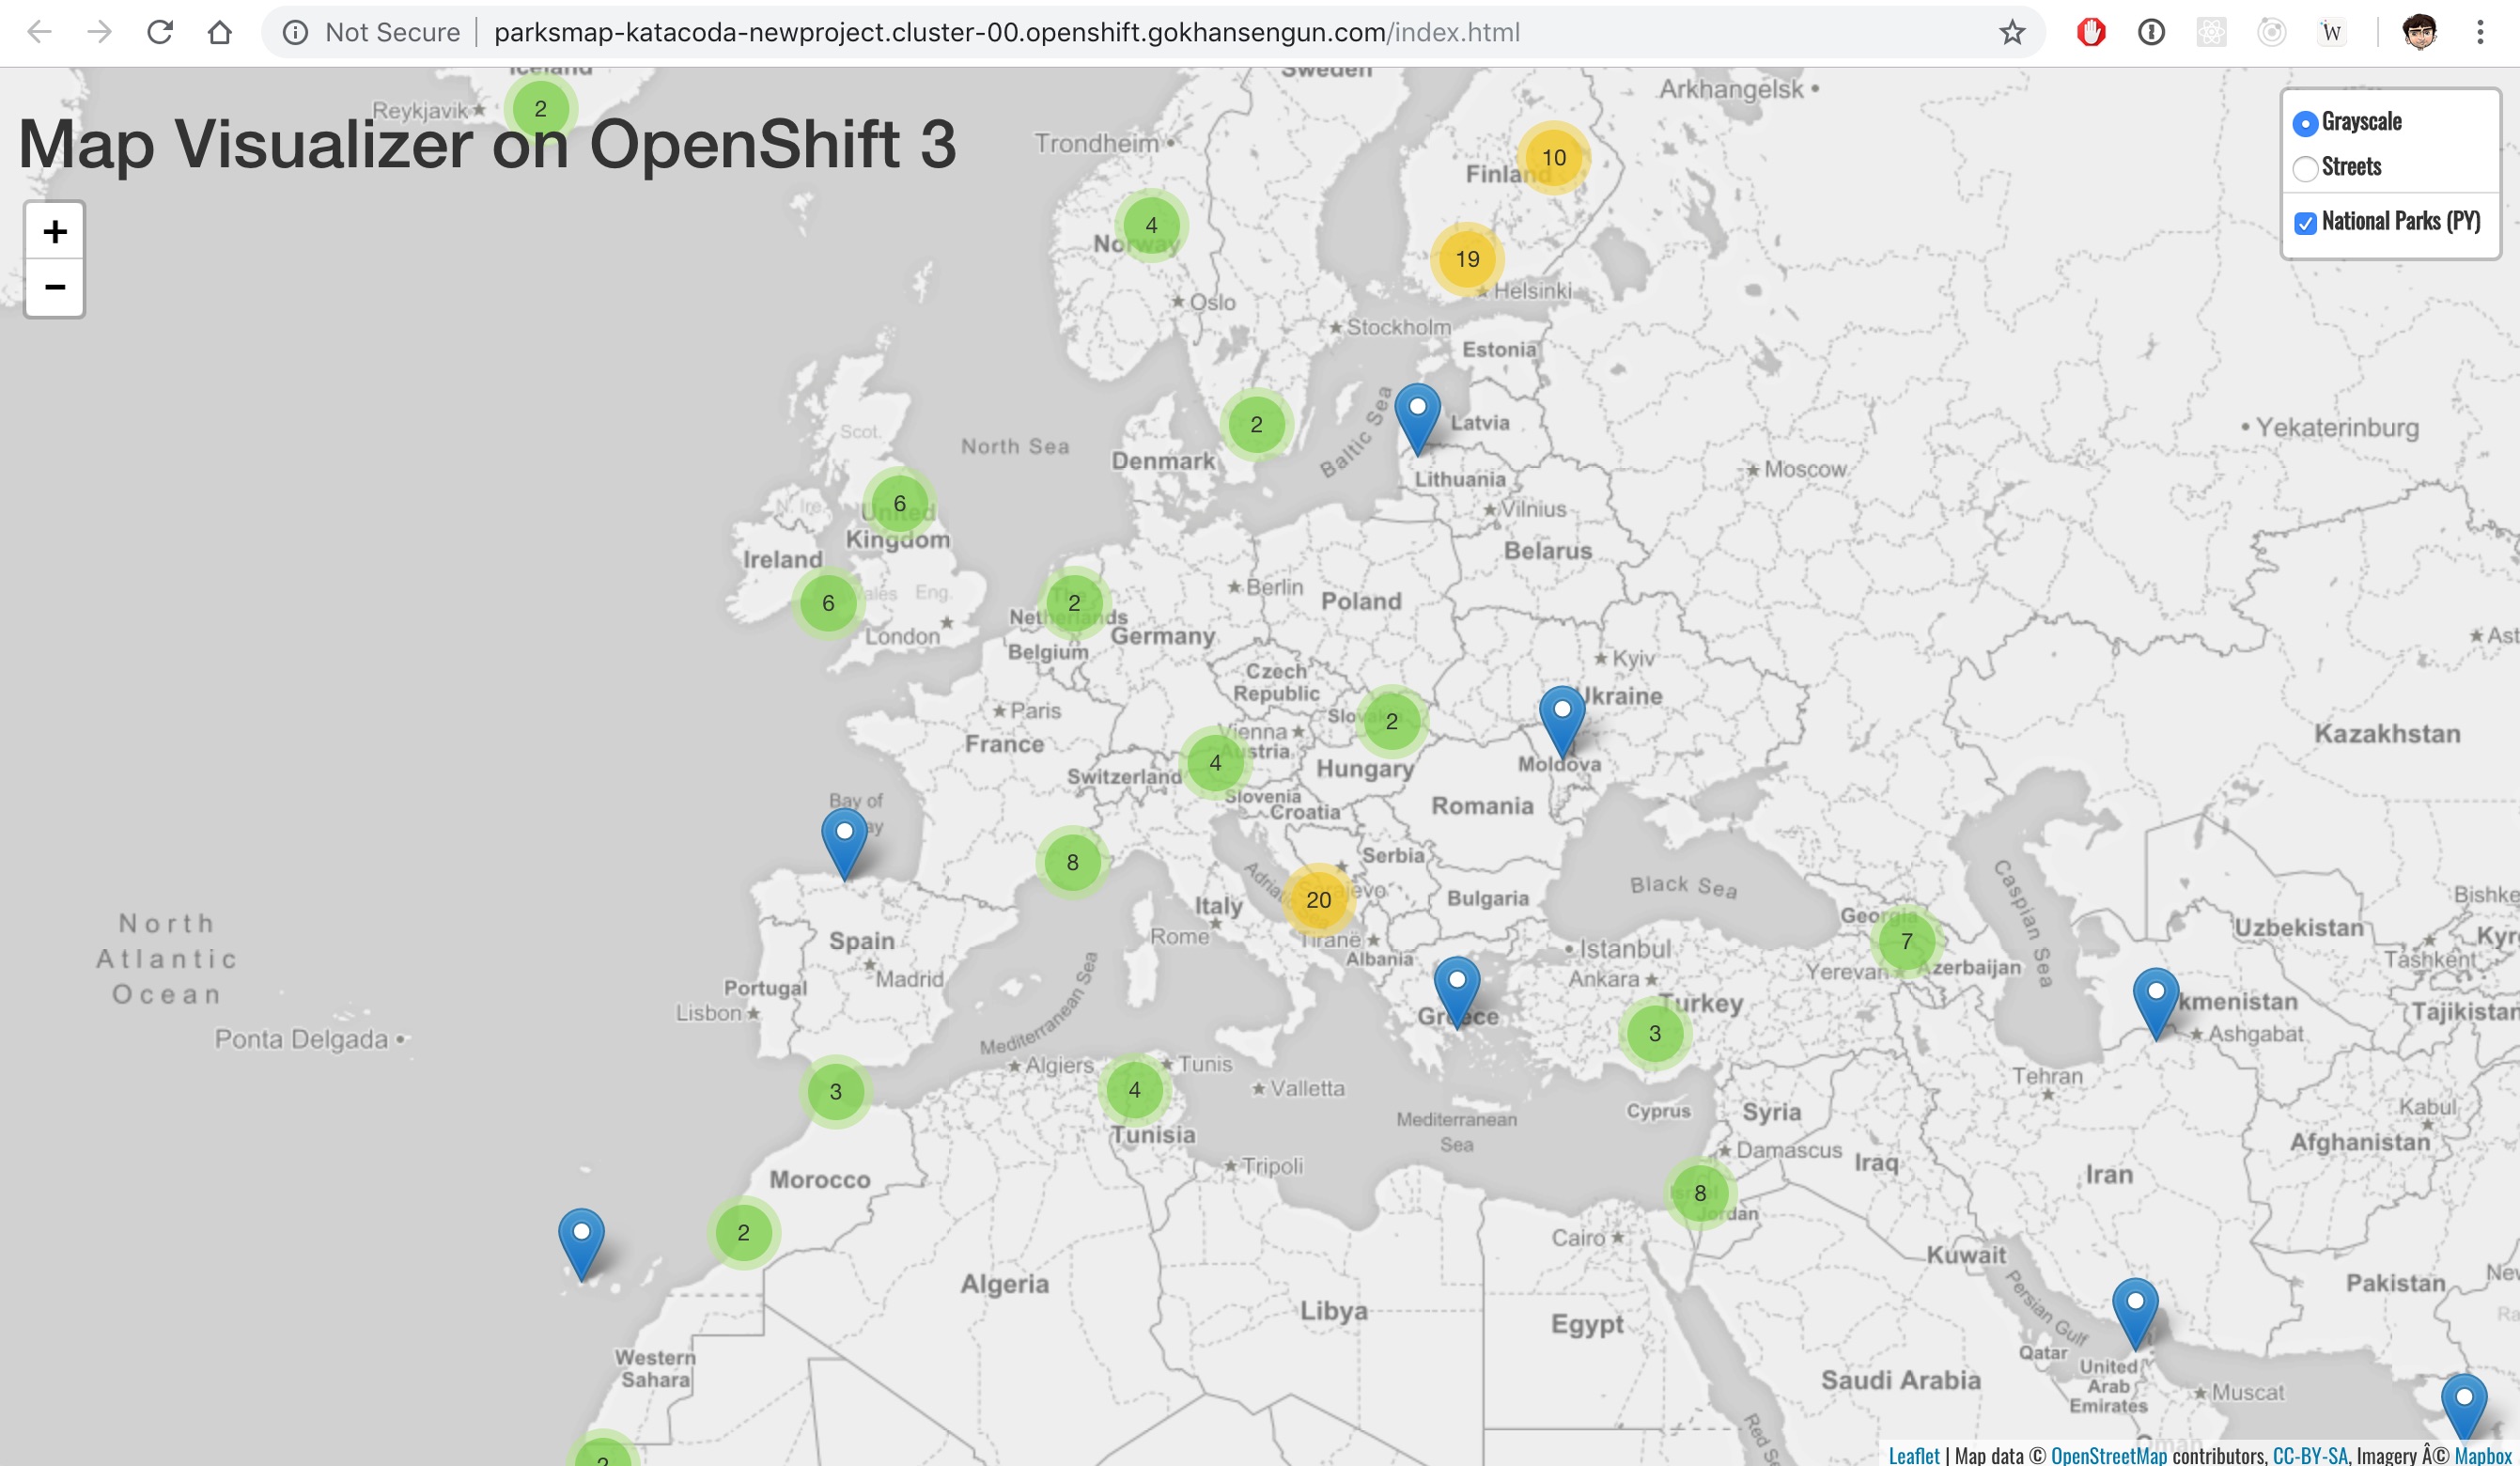 Not Secure
parksmap-katacoda-newproject.cluster-00.openshift.gokhansengun.com/index.html
W
Iceland
Sweden
Arkhangelsk
Reykjavik
2
Map Visualizer on OpenShift 3
Trondheim
10
Finland
Grayscale
Streets
National Parks (PY)
+
−
4
Norway
19
Helsinki
Oslo
Stockholm
Estonia
2
Baltic Sea
Latvia
Yekaterinburg
Scot.
North Sea
Denmark
Moscow
Lithuania
6
N. Ire.
United
Kingdom
Vilnius
Belarus
Ireland
6
Wales
Eng.
London
2
The
Netherlands
Berlin
Poland
Germany
Belgium
Ast
Czech
Republic
Kyiv
Ukraine
Paris
France
2
Vienna
Austria
4
Switzerland
Hungary
Moldova
Kazakhstan
Slovenia
Croatia
Romania
Bay of
ay
8
Serbia
Sarajevo
20
Bulgaria
Black Sea
Caspian Sea
Bishke
Italy
Rome
Tiranë
Albania
Georgia
7
Uzbekistan
Kyr
Tashkent
North
Atlantic
Ocean
Spain
Madrid
Istanbul
Ankara
Yerevan
Azerbaijan
Portugal
Lisbon
Mediterranean Sea
Greece
Turkey
3
kmenistan
Ashgabat
Tajikistan
Ponta Delgada
Algiers
Tunis
Valletta
3
4
Tunisia
Mediterranean
Sea
Cyprus
Syria
Tehran
Kabul
Afghanistan
Damascus
Iraq
Iran
Morocco
Tripoli
8
Israel
Jordan
2
Cairo
Kuwait
Algeria
Libya
Egypt
Persian Gulf
Pakistan
New
Ra
Western
Sahara
Qatar
United
Arab
Emirates
Saudi Arabia
Muscat
Red Se
2
Oman
Leaflet | Map data © OpenStreetMap contributors, CC-BY-SA, Imagery Â© Mapbox